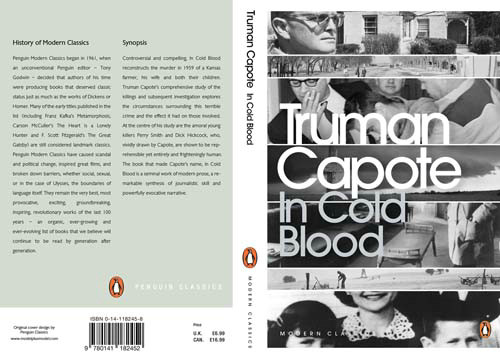 History of Modern Classics
Penguin Modern Classics began in 1961, when
an unconventional Penguin editor – Tony
Godwin – decided that authors of his time
were producing books that deserved classic
status just as much as the works of Dickens or
Homer. Many of the early titles published in the
list (including Franz Kafka's Metamorphosis,
Carson McCuller's The Heart Is a Lonely
Hunter and F. Scott Fitzgerald's The Great
Gatsby) are still considered landmark classics.
Penguin Modern Classics have caused scandal
and political change, inspired great films, and
broken down barriers, whether social, sexual,
or in the case of Ulysses, the boundaries of
language itself. They remain the very best, most
provocative, exciting, groundbreaking,
inspiring, revolutionary works of the last 100
years – an organic, ever-growing and
ever-evolving list of books that we believe will
continue to be read by generation after
generation.
Synopsis
Controversial and compelling, In Cold Blood
reconstructs the murder in 1959 of a Kansas
farmer, his wife and both their children.
Truman Capote's comprehensive study of the
killings and subsequent investigation explores
the circumstances surrounding this terrible
crime and the effect it had on those involved.
At the centre of his study are the amoral young
killers Perry Smith and Dick Hickcock, who,
vividly drawn by Capote, are shown to be rep-
rehensible yet entirely and frighteningly human.
The book that made Capote's name, In Cold
Blood is a seminal work of modern prose, a re-
markable synthesis of journalistic skill and
powerfully evocative narrative.
PENGUIN CLASSICS
Original cover design by
Penguin Classics
www.modelplusmodel.com
ISBN 0-14-118245-8
9 780141 182452
Price
U.K. £6.99
CAN. £16.99
Truman Capote In Cold Blood
MODERN CLASSICS
Truman
Capote
In Cold
Blood
MODERN CLASSICS